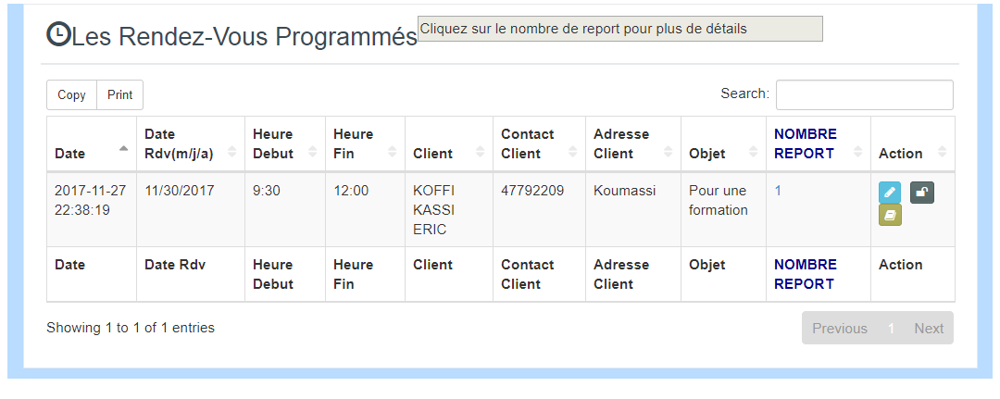 Les Rendez-Vous Programmés
Cliquez sur le nombre de report pour plus de détails
Copy Print
Search:
Date Date Rdv(m/j/a) Heure Debut Heure Fin Client Contact Client Adresse Client Objet NOMBRE REPORT Action
2017-11-27 22:38:19 11/30/2017 9:30 12:00 KOFFI KASSI ERIC 47792209 Koumassi Pour une formation 1
Date Date Rdv Heure Debut Heure Fin Client Contact Client Adresse Client Objet NOMBRE REPORT Action
Showing 1 to 1 of 1 entries
Previous 1 Next